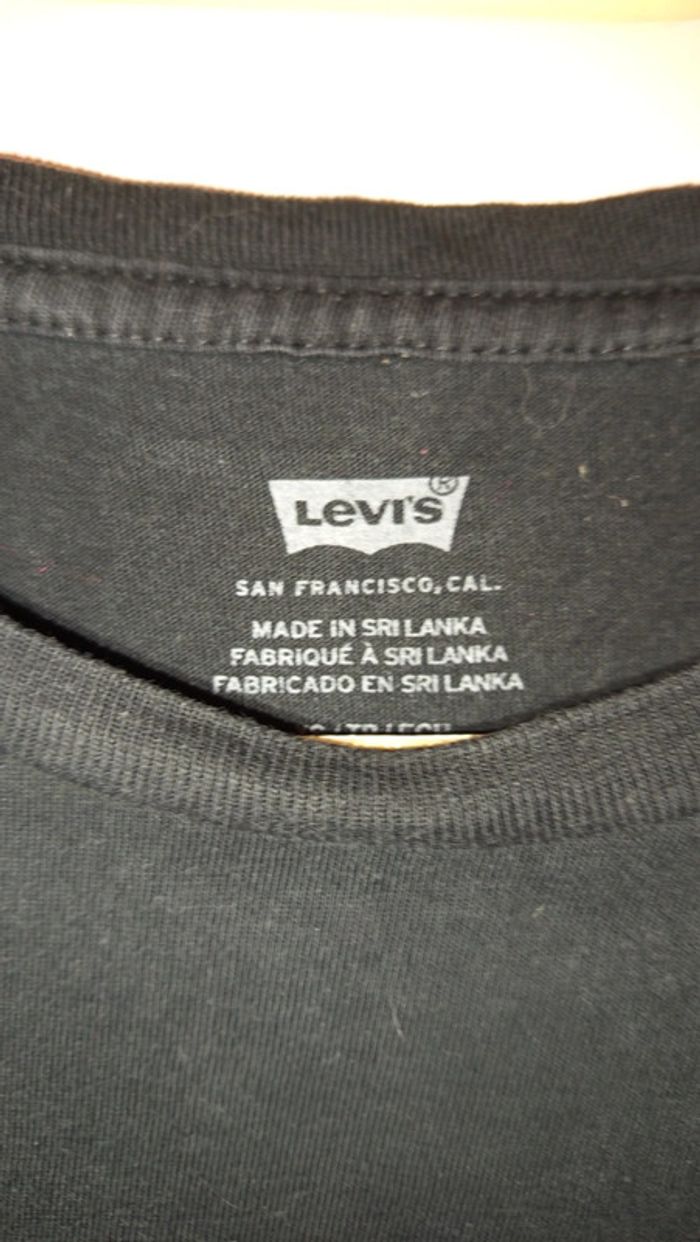 LEVI'S®
SAN FRANCISCO, CAL.
MADE IN SRI LANKA
FABRIQUÉ À SRI LANKA
FABRICADO EN SRI LANKA